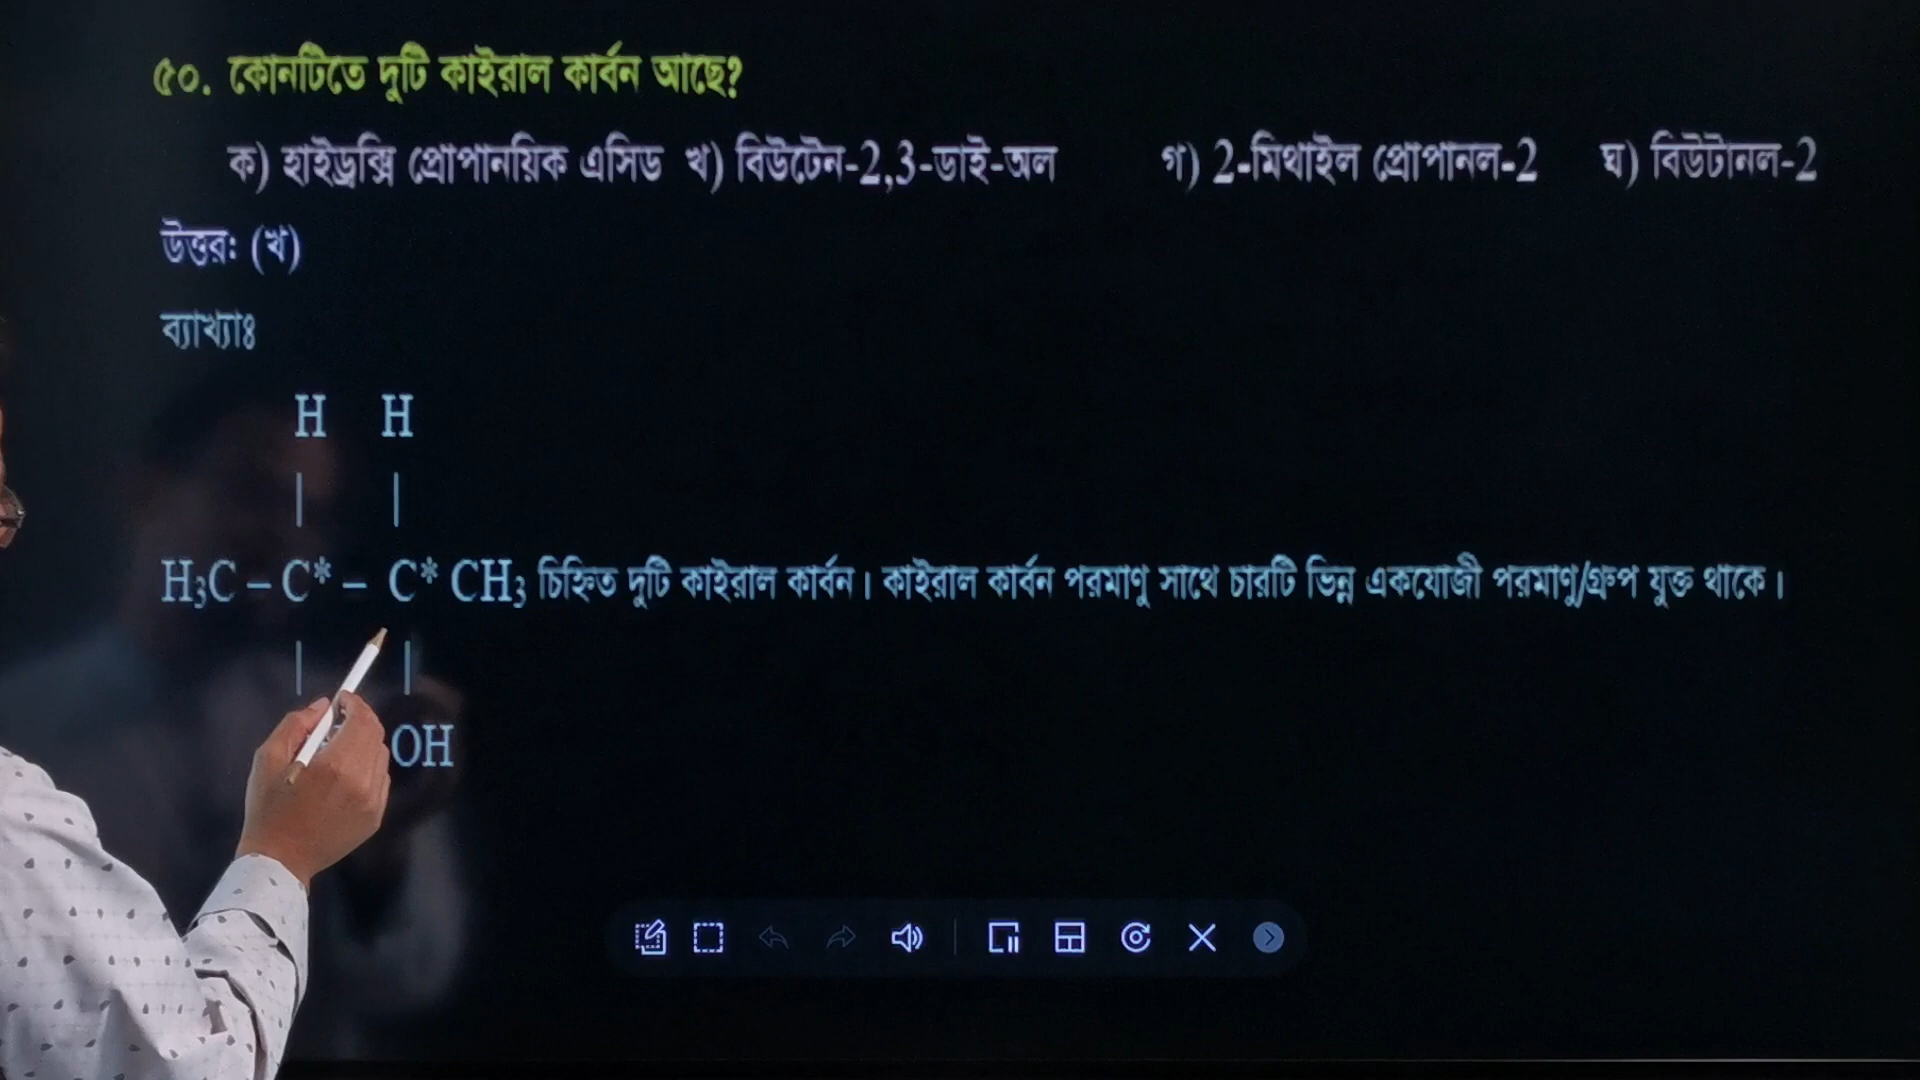 ৫০. কোনটিতে দুটি কাইরাল কার্বন আছে?
ক) হাইড্রক্সি প্রোপানয়িক এসিড খ) বিউটেন-2,3-ডাই-অল গ) 2-মিথাইল প্রোপানল-2 ঘ) বিউটানল-2
উত্তরঃ (খ)
ব্যাখ্যাঃ
H H
| |
H₃C – C* – C* CH₃ চিহ্নিত দুটি কাইরাল কার্বন। কাইরাল কার্বন পরমাণু সাথে চারটি ভিন্ন একযোজী পরমাণু/গ্রুপ যুক্ত থাকে।
| |
OH